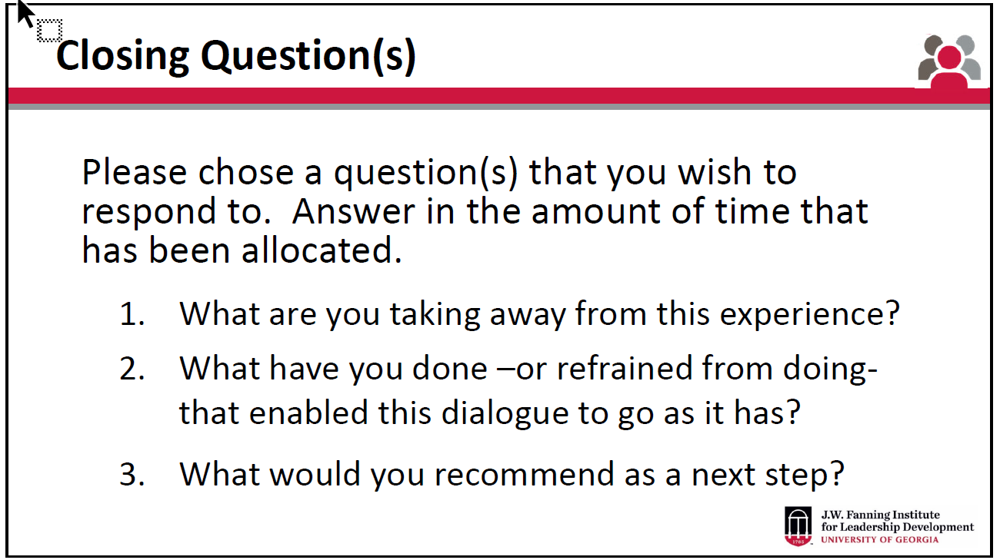 Closing Question(s)
Please chose a question(s) that you wish to
respond to.  Answer in the amount of time that
has been allocated.
1. What are you taking away from this experience?
2. What have you done –or refrained from doing-
that enabled this dialogue to go as it has?
3. What would you recommend as a next step?
J.W. Fanning Institute
for Leadership Development
UNIVERSITY OF GEORGIA
1785